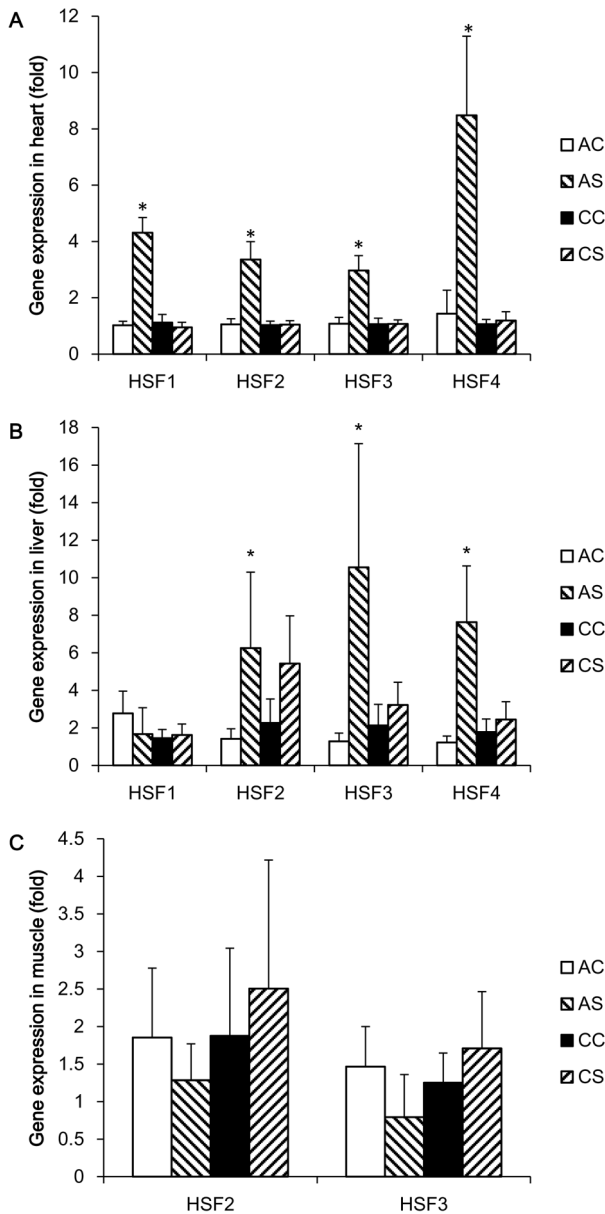 A
Gene expression in heart (fold)
12
10
8
6
4
2
0
*
*
*
*
HSF1 HSF2 HSF3 HSF4
AC
AS
CC
CS
B
Gene expression in liver (fold)
18
16
14
12
10
8
6
4
2
0
*
*
*
HSF1 HSF2 HSF3 HSF4
AC
AS
CC
CS
C
Gene expression in muscle (fold)
4.5
4
3.5
3
2.5
2
1.5
1
0.5
0
HSF2 HSF3
AC
AS
CC
CS